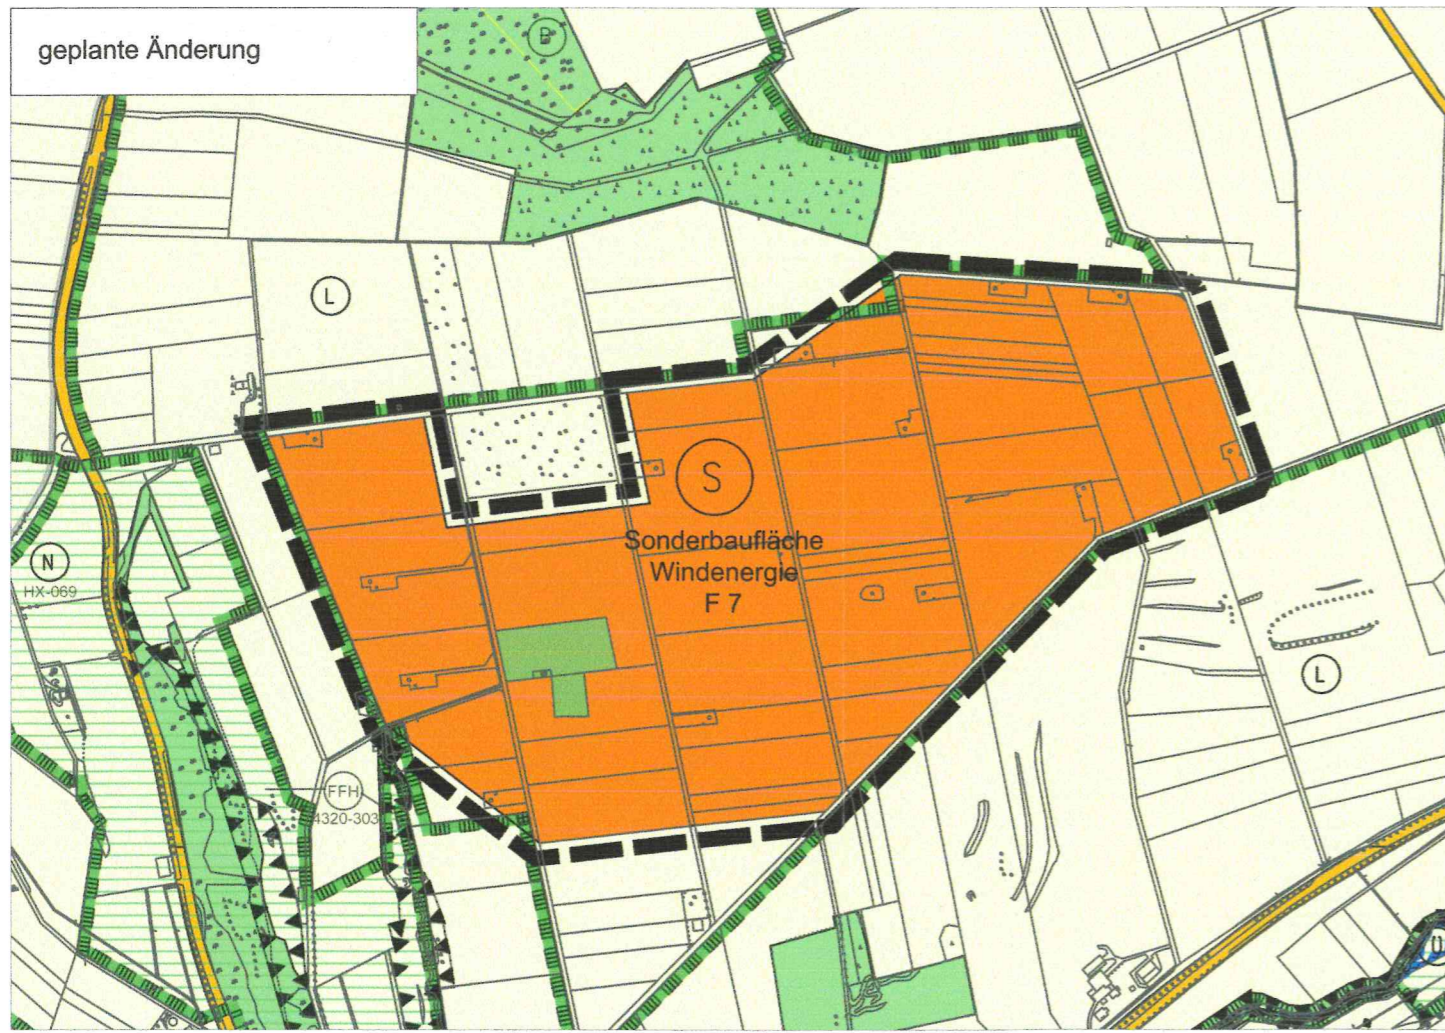 geplante Änderung
B
L
S
Sonderbaufläche
Windenergie
F 7
N
HX-069
L
FFH
4320-303
Ü